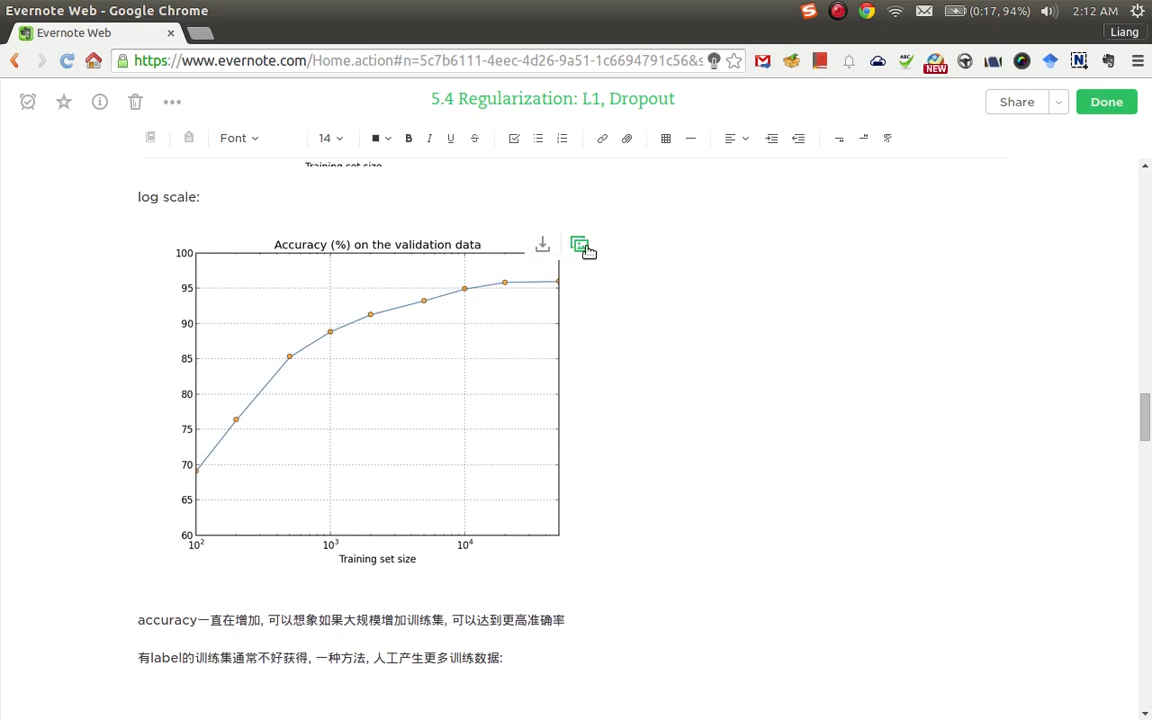 Evernote Web - Google Chrome
(0:17, 94%)
2:12 AM
Evernote Web
Liang
https://www.evernote.com/Home.action#n=5c7b6111-4eec-4d26-9a51-1c6694791c56&s
NEW
5.4 Regularization: L1, Dropout
Share
Done
Font
14
B
I
U
S
Training set size
log scale:
Accuracy (%) on the validation data
100
95
90
85
80
75
70
65
60
10²
10³
10⁴
Training set size
accuracy一直在增加, 可以想象如果大规模增加训练集, 可以达到更高准确率
有label的训练集通常不好获得, 一种方法, 人工产生更多训练数据: